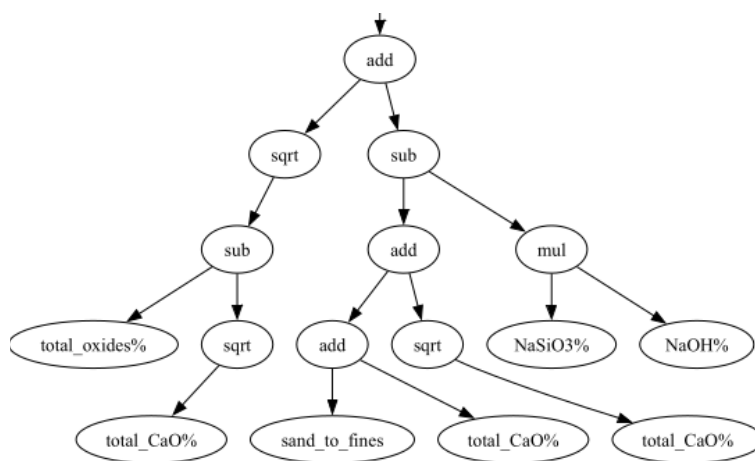 add
sqrt sub
sub add mul
total_oxides% sqrt add sqrt NaSiO3% NaOH%
total_CaO% sand_to_fines total_CaO% total_CaO%